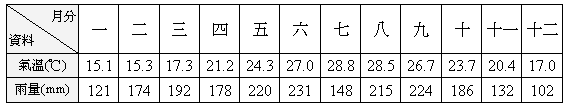 月分
資料 一 二 三 四 五 六 七 八 九 十 十一 十二
氣溫(℃) 15.1 15.3 17.3 21.2 24.3 27.0 28.8 28.5 26.7 23.7 20.4 17.0
雨量(mm) 121 174 192 178 220 231 148 215 224 186 132 102